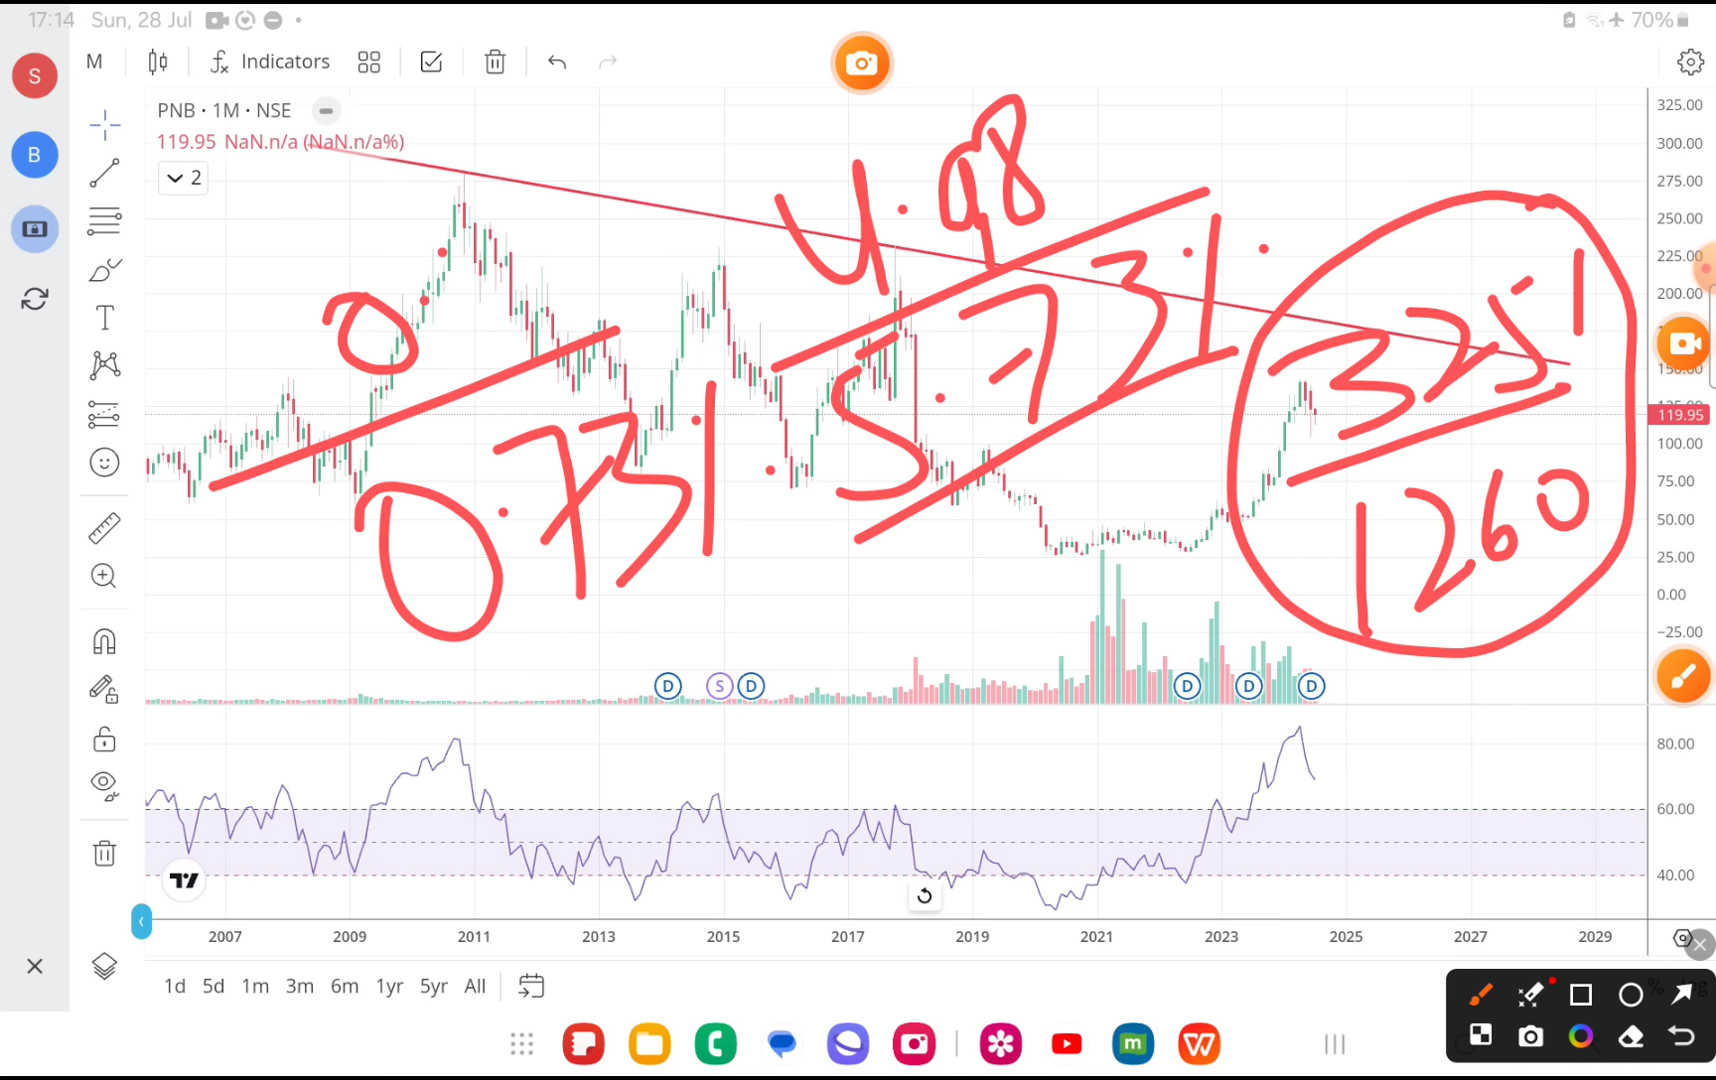 17:14 Sun, 28 Jul
70%
S
B
M
Indicators
PNB · 1M · NSE
119.95 NaN.n/a (NaN.n/a%)
2
325.00
300.00
275.00
250.00
225.00
200.00
150.00
119.95
100.00
75.00
50.00
25.00
0.00
−25.00
0.
4.98
5.731
0.731
3251
1260
D
S
D
D
D
D
80.00
60.00
40.00
2007 2009 2011 2013 2015 2017 2019 2021 2023 2025 2027 2029
1d 5d 1m 3m 6m 1yr 5yr All